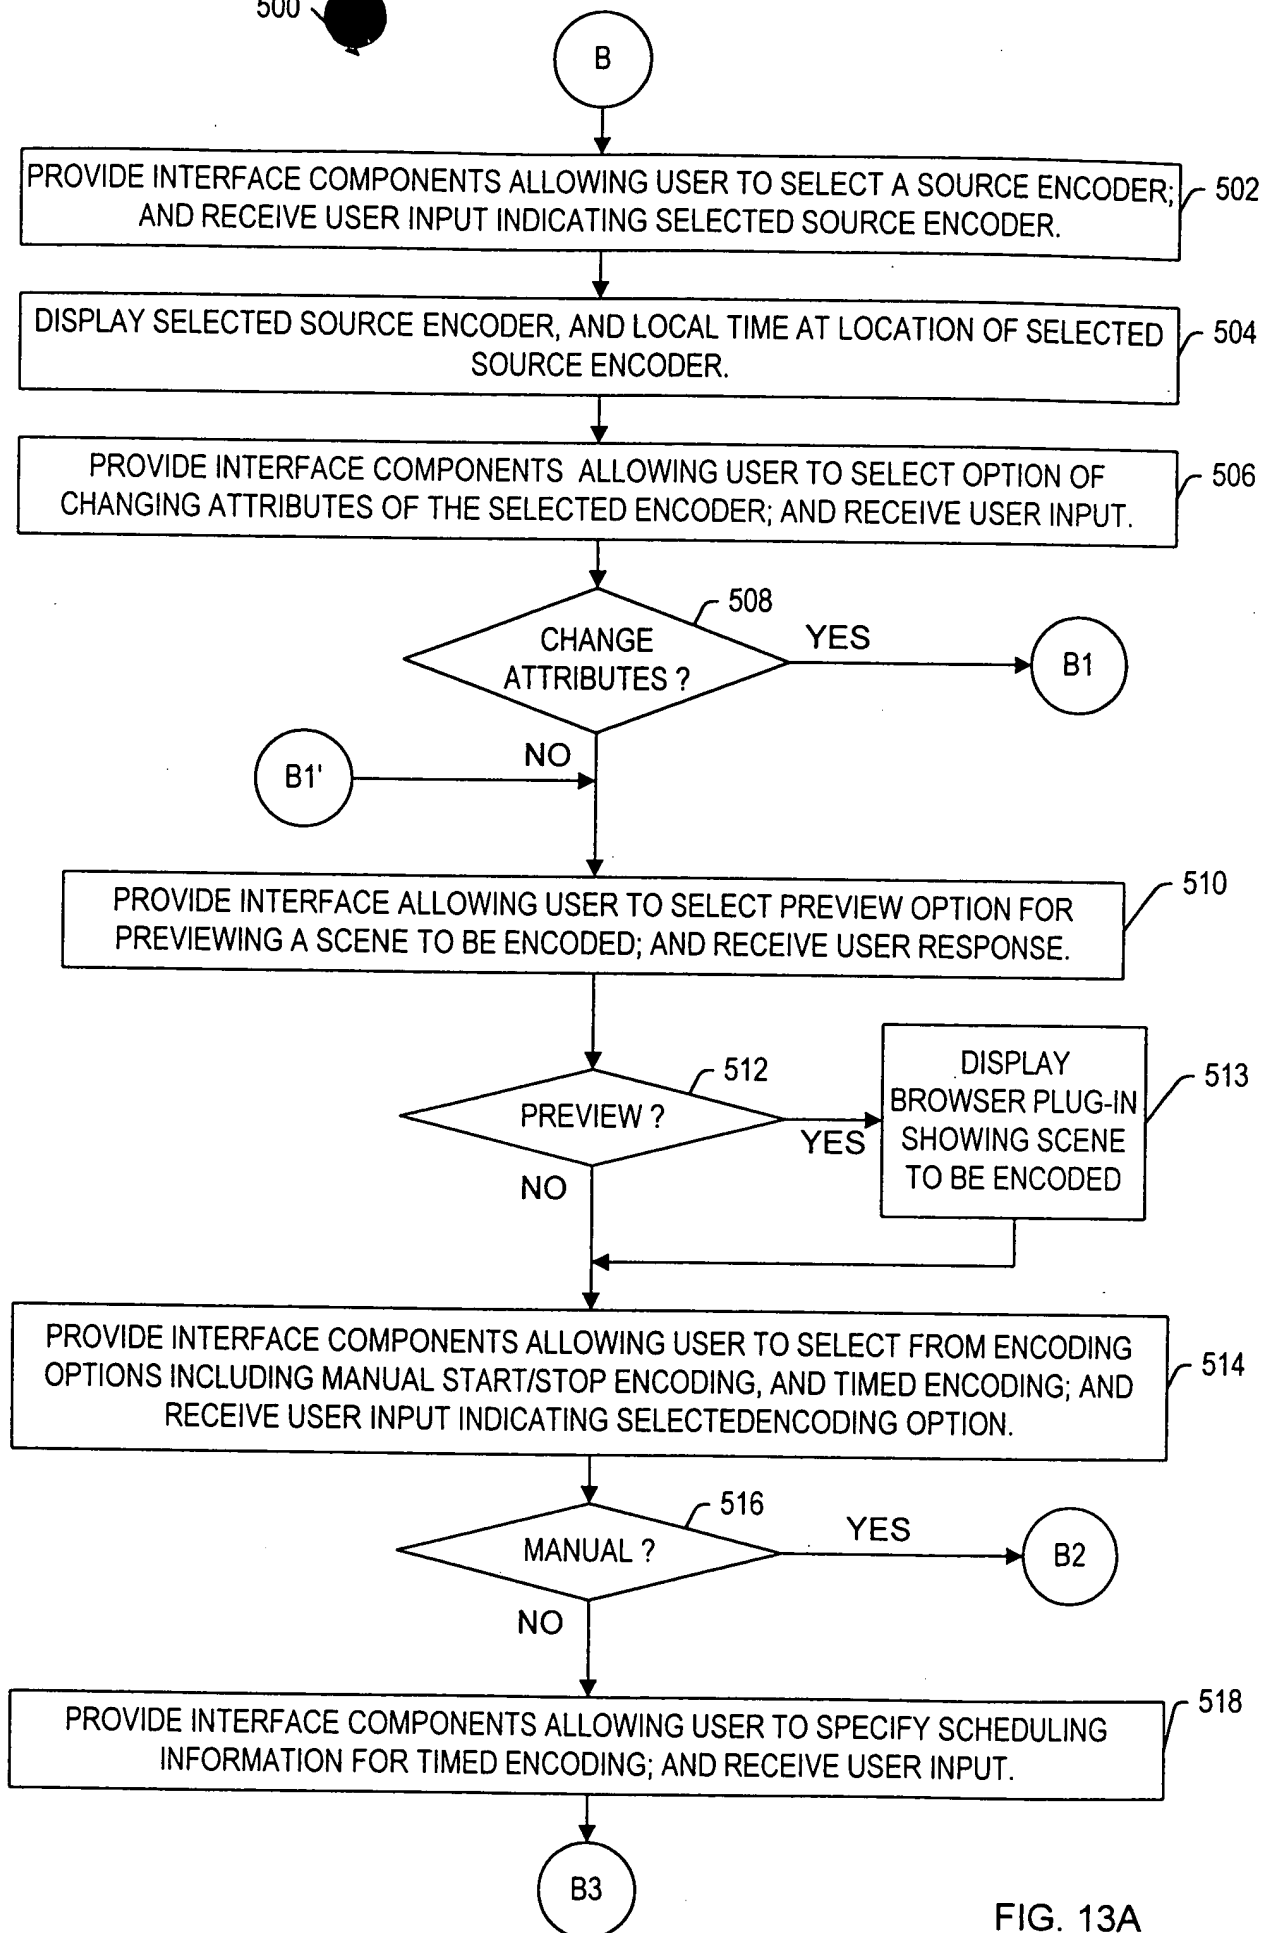 500
B
PROVIDE INTERFACE COMPONENTS ALLOWING USER TO SELECT A SOURCE ENCODER;
AND RECEIVE USER INPUT INDICATING SELECTED SOURCE ENCODER.
502
DISPLAY SELECTED SOURCE ENCODER, AND LOCAL TIME AT LOCATION OF SELECTED
SOURCE ENCODER.
504
PROVIDE INTERFACE COMPONENTS ALLOWING USER TO SELECT OPTION OF
CHANGING ATTRIBUTES OF THE SELECTED ENCODER; AND RECEIVE USER INPUT.
506
508
CHANGE
ATTRIBUTES ?
YES
B1
NO
B1'
510
PROVIDE INTERFACE ALLOWING USER TO SELECT PREVIEW OPTION FOR
PREVIEWING A SCENE TO BE ENCODED; AND RECEIVE USER RESPONSE.
512
PREVIEW ?
YES
DISPLAY
BROWSER PLUG-IN
SHOWING SCENE
TO BE ENCODED
513
NO
PROVIDE INTERFACE COMPONENTS ALLOWING USER TO SELECT FROM ENCODING
OPTIONS INCLUDING MANUAL START/STOP ENCODING, AND TIMED ENCODING; AND
RECEIVE USER INPUT INDICATING SELECTEDENCODING OPTION.
514
516
MANUAL ?
YES
B2
NO
PROVIDE INTERFACE COMPONENTS ALLOWING USER TO SPECIFY SCHEDULING
INFORMATION FOR TIMED ENCODING; AND RECEIVE USER INPUT.
518
B3
FIG. 13A